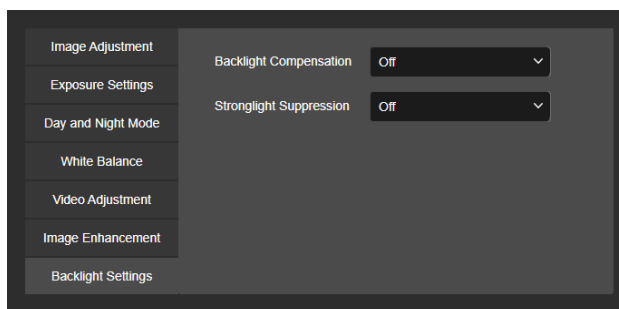 Image Adjustment
Exposure Settings
Day and Night Mode
White Balance
Video Adjustment
Image Enhancement
Backlight Settings
Backlight Compensation Off
Stronglight Suppression Off